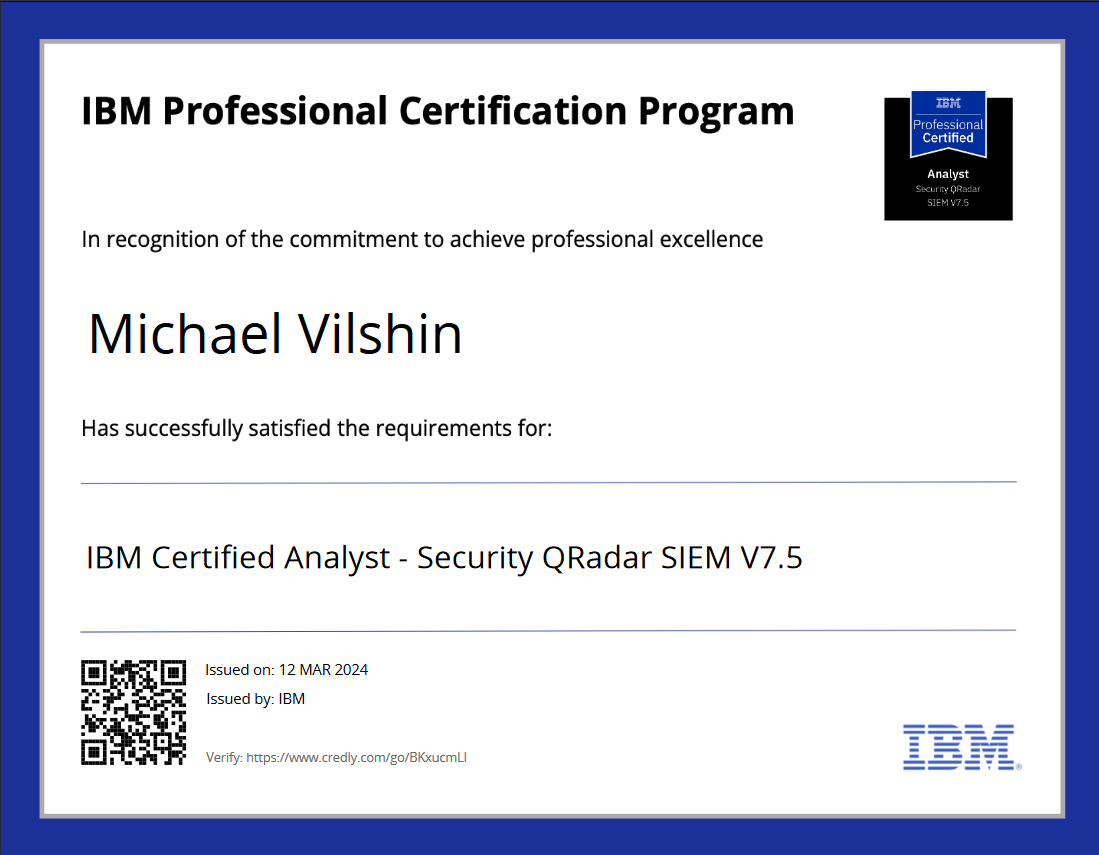 IBM Professional Certification Program
IBM
Professional
Certified
Analyst
Security QRadar
SIEM V7.5
In recognition of the commitment to achieve professional excellence
Michael Vilshin
Has successfully satisfied the requirements for:
IBM Certified Analyst - Security QRadar SIEM V7.5
Issued on: 12 MAR 2024
Issued by: IBM
Verify: https://www.credly.com/go/BKxucmLl
IBM®